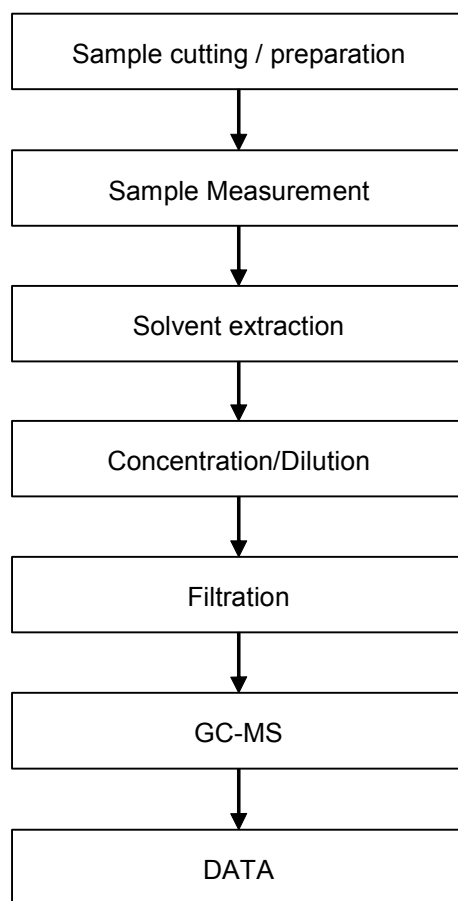 Sample cutting / preparation
Sample Measurement
Solvent extraction
Concentration/Dilution
Filtration
GC-MS
DATA